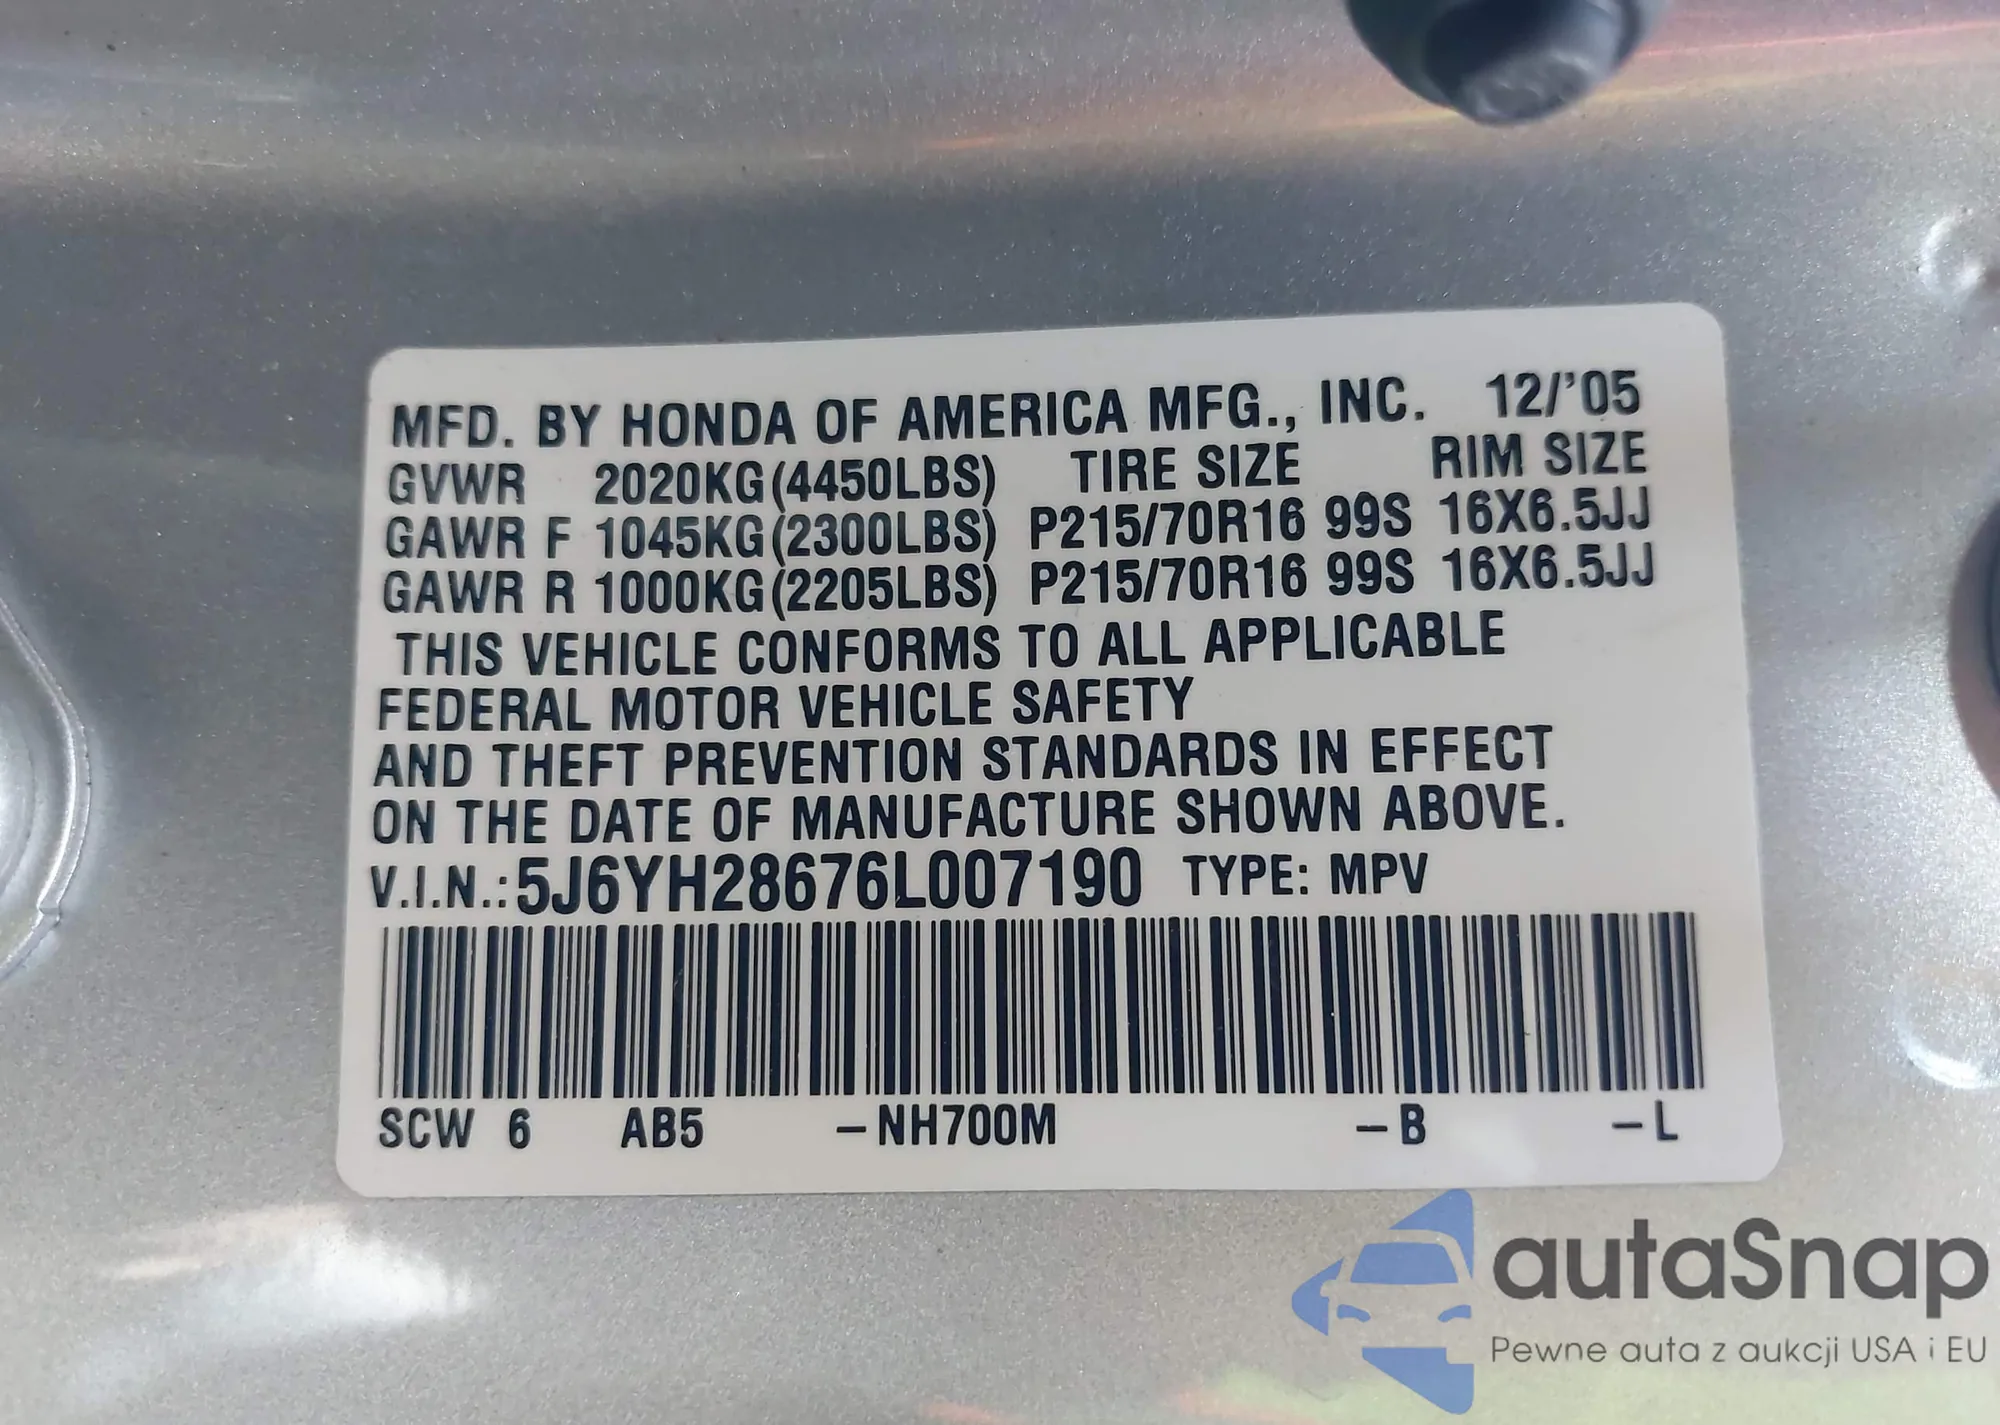 MFD. BY HONDA OF AMERICA MFG., INC. 12/'05
GVWR 2020KG(4450LBS) TIRE SIZE RIM SIZE
GAWR F 1045KG(2300LBS) P215/70R16 99S 16X6.5JJ
GAWR R 1000KG(2205LBS) P215/70R16 99S 16X6.5JJ
THIS VEHICLE CONFORMS TO ALL APPLICABLE
FEDERAL MOTOR VEHICLE SAFETY
AND THEFT PREVENTION STANDARDS IN EFFECT
ON THE DATE OF MANUFACTURE SHOWN ABOVE.
V.I.N.:5J6YH28676L007190 TYPE: MPV
SCW 6 AB5 –NH700M –B –L
autaSnap
Pewne auta z aukcji USA i EU